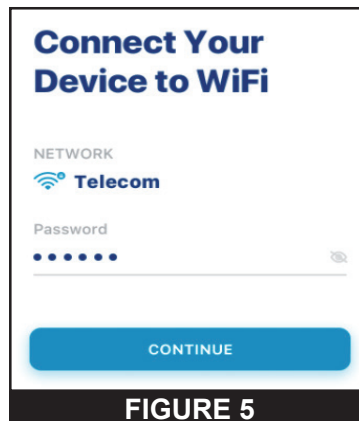 Connect Your
Device to WiFi
NETWORK
Telecom
Password
••••••
CONTINUE
FIGURE 5